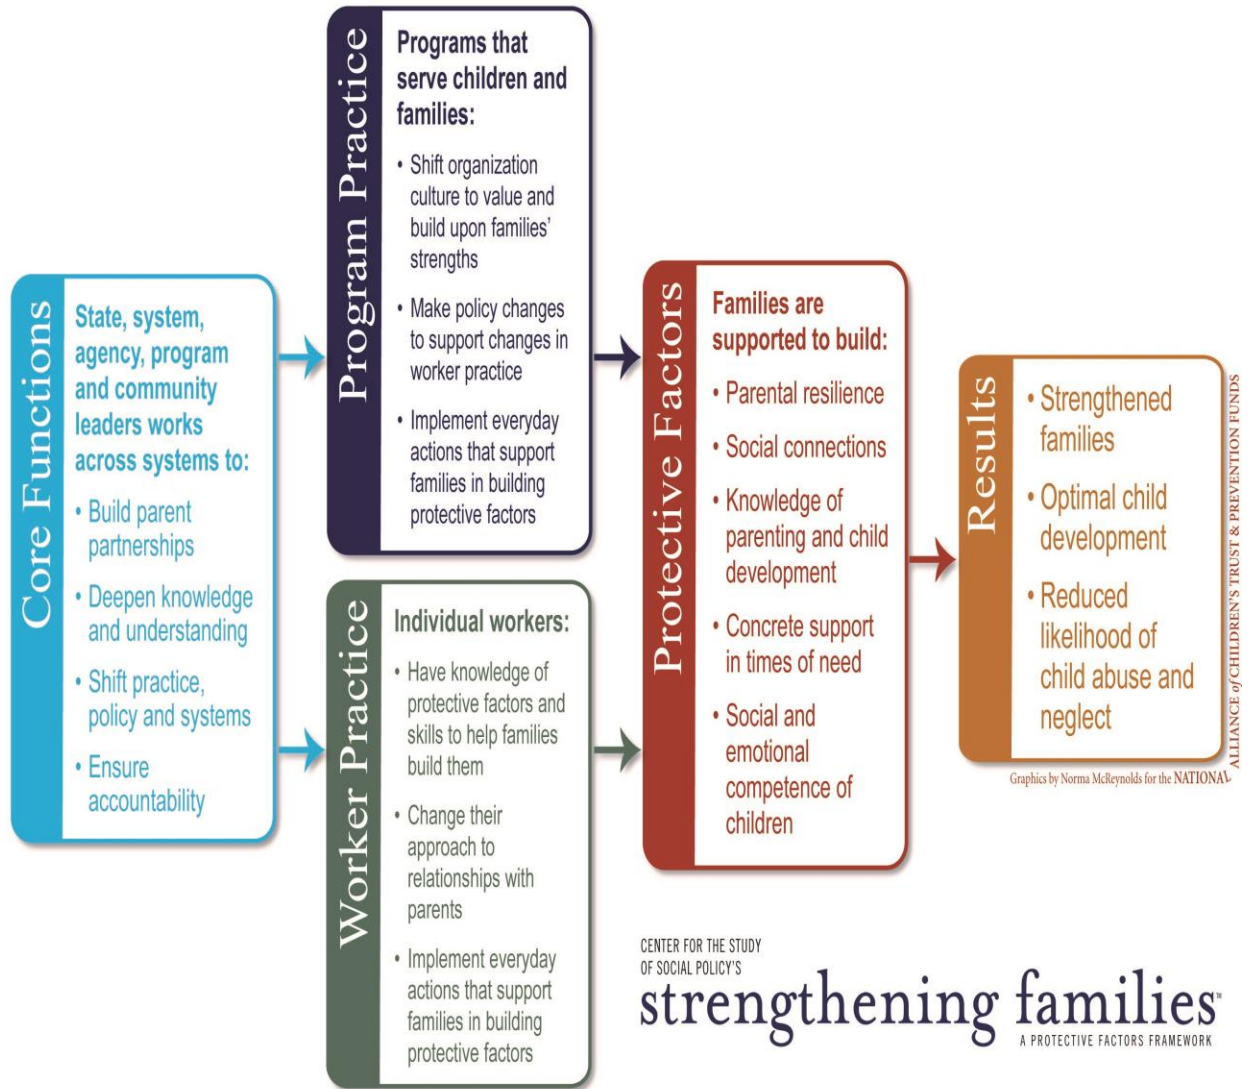 Core Functions
State, system,
agency, program
and community
leaders works
across systems to:
• Build parent
partnerships
• Deepen knowledge
and understanding
• Shift practice,
policy and systems
• Ensure
accountability
Program Practice
Programs that
serve children and
families:
• Shift organization
culture to value and
build upon families’
strengths
• Make policy changes
to support changes in
worker practice
• Implement everyday
actions that support
families in building
protective factors
Worker Practice
Individual workers:
• Have knowledge of
protective factors and
skills to help families
build them
• Change their
approach to
relationships with
parents
• Implement everyday
actions that support
families in building
protective factors
Protective Factors
Families are
supported to build:
• Parental resilience
• Social connections
• Knowledge of
parenting and child
development
• Concrete support
in times of need
• Social and
emotional
competence of
children
Results
• Strengthened
families
• Optimal child
development
• Reduced
likelihood of
child abuse and
neglect
Graphics by Norma McReynolds for the NATIONAL
ALLIANCE of CHILDREN'S TRUST & PREVENTION FUNDS
CENTER FOR THE STUDY
OF SOCIAL POLICY'S
strengthening families™
A PROTECTIVE FACTORS FRAMEWORK